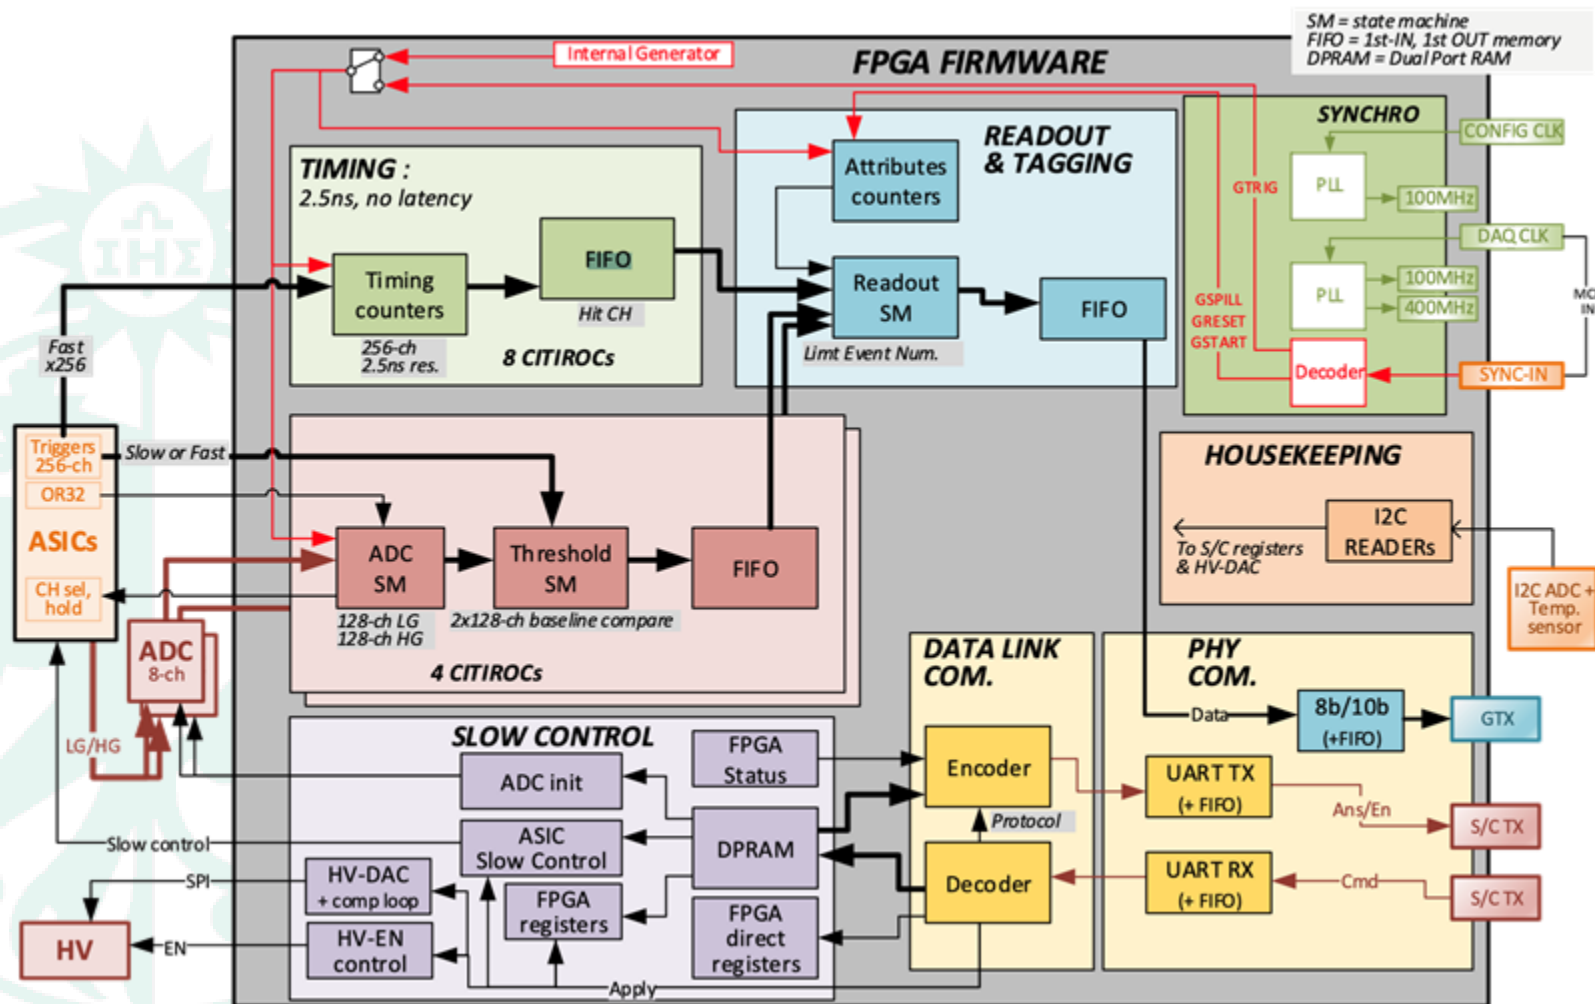 SM = state machine
FIFO = 1st-IN, 1st OUT memory
DPRAM = Dual Port RAM
Internal Generator
FPGA FIRMWARE
SYNCHRO
CONFIG CLK
PLL
100MHz
DAQ CLK
PLL
100MHz
400MHz
MO
IN
GTRIG
GSPILL
GRESET
GSTART
Decoder
SYNC-IN
READOUT
& TAGGING
Attributes
counters
Readout
SM
Limt Event Num.
FIFO
TIMING :
2.5ns, no latency
Timing
counters
256-ch
2.5ns res.
FIFO
Hit CH
8 CITIROCs
ΙΗΣ
Fast
x256
Triggers
256-ch
OR32
ASICs
CH sel,
hold
Slow or Fast
ADC
SM
128-ch LG
128-ch HG
Threshold
SM
2x128-ch baseline compare
FIFO
4 CITIROCs
ADC
8-ch
LG/HG
HOUSEKEEPING
I2C
READERs
To S/C registers
& HV-DAC
I2C ADC +
Temp.
sensor
SLOW CONTROL
ADC init
FPGA
Status
ASIC
Slow Control
DPRAM
HV-DAC
+ comp loop
FPGA
registers
HV-EN
control
FPGA
direct
registers
Slow control
SPI
EN
HV
Apply
DATA LINK
COM.
Encoder
Protocol
Decoder
PHY
COM.
Data
8b/10b
(+FIFO)
GTX
UART TX
(+ FIFO)
Ans/En
S/C TX
UART RX
(+ FIFO)
Cmd
S/C TX